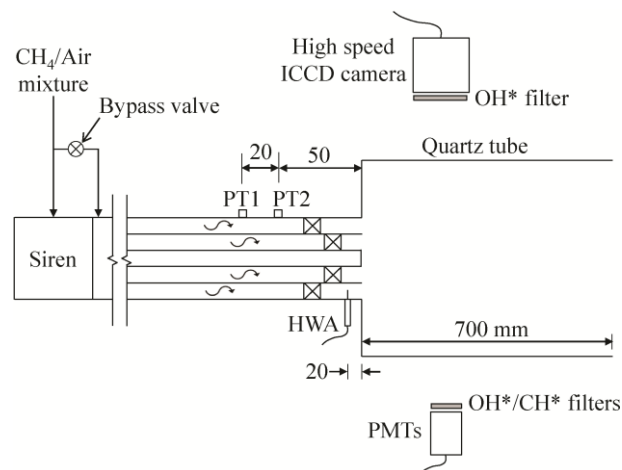 CH₄/Air
mixture
Bypass valve
High speed
ICCD camera
OH* filter
20
50
Quartz tube
PT1
PT2
Siren
HWA
700 mm
20
OH*/CH* filters
PMTs